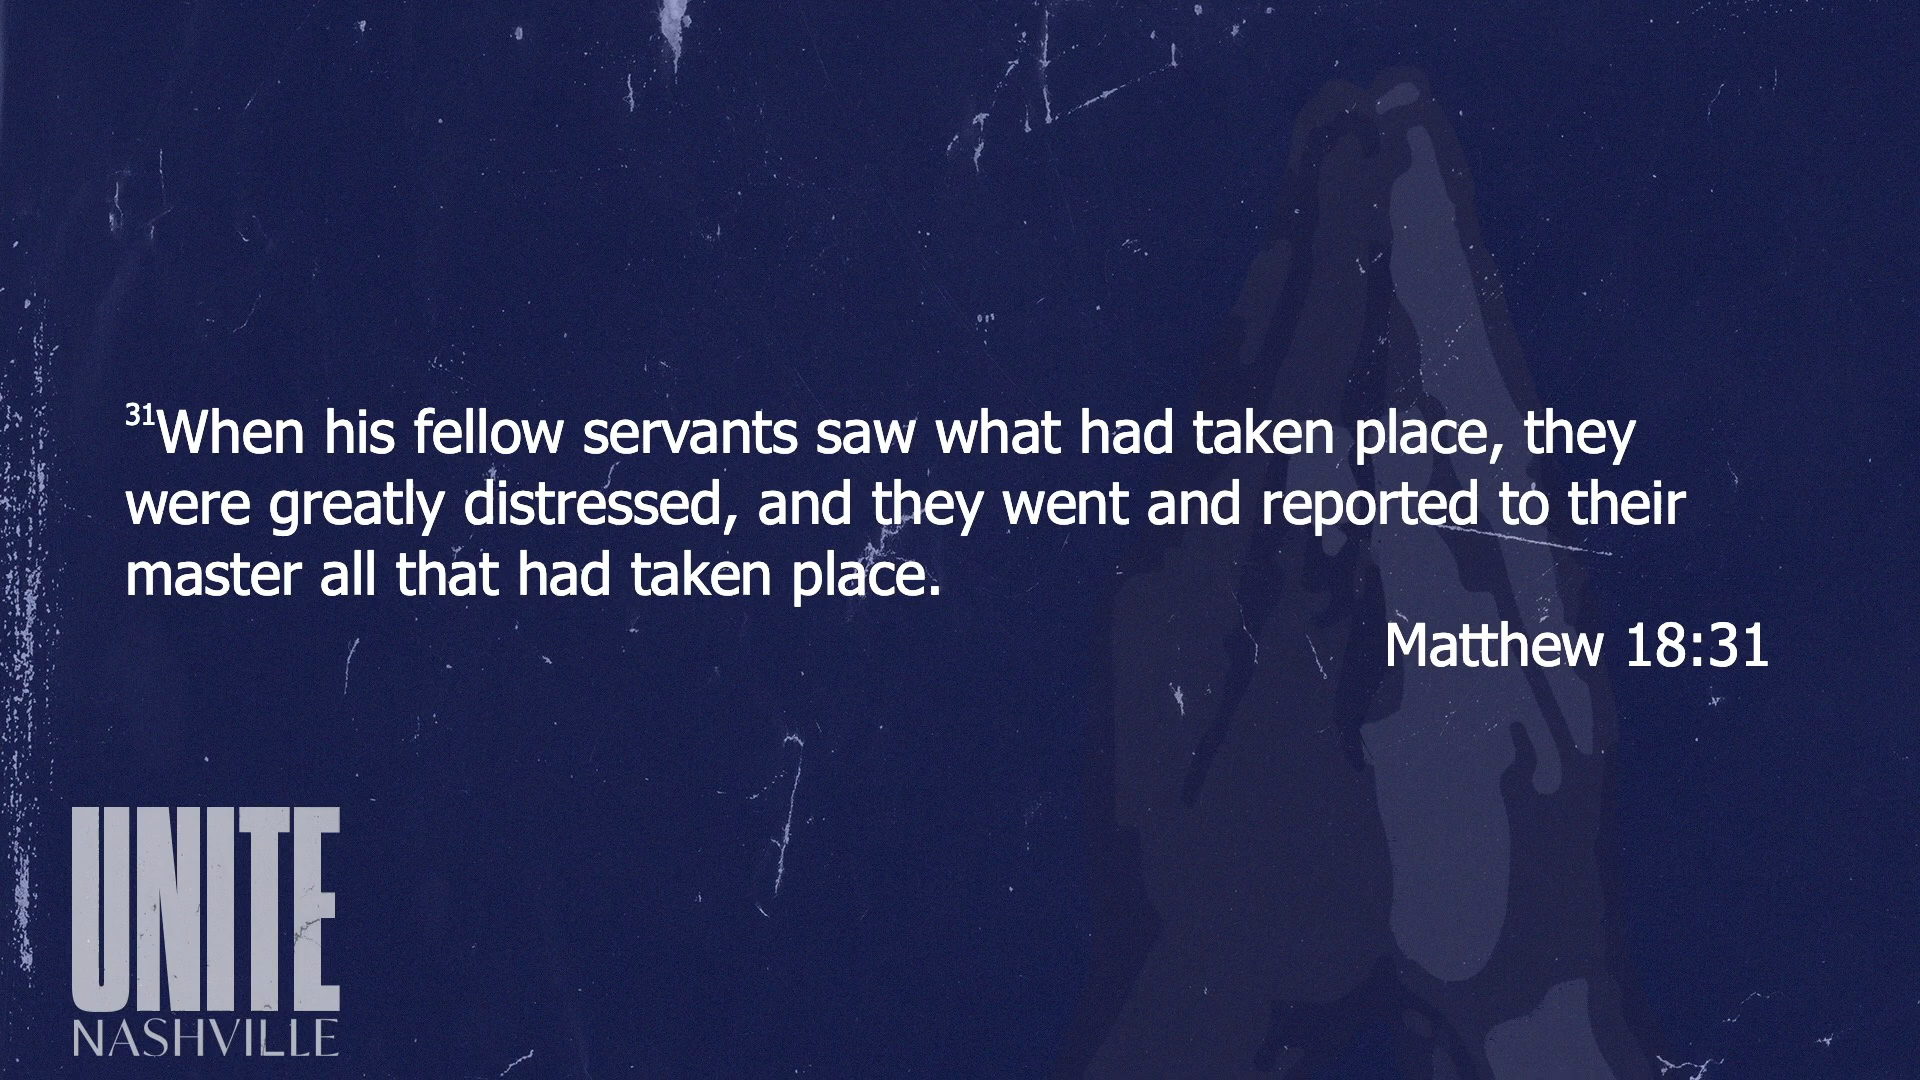 31When his fellow servants saw what had taken place, they
were greatly distressed, and they went and reported to their
master all that had taken place.
Matthew 18:31
UNITE
NASHVILLE